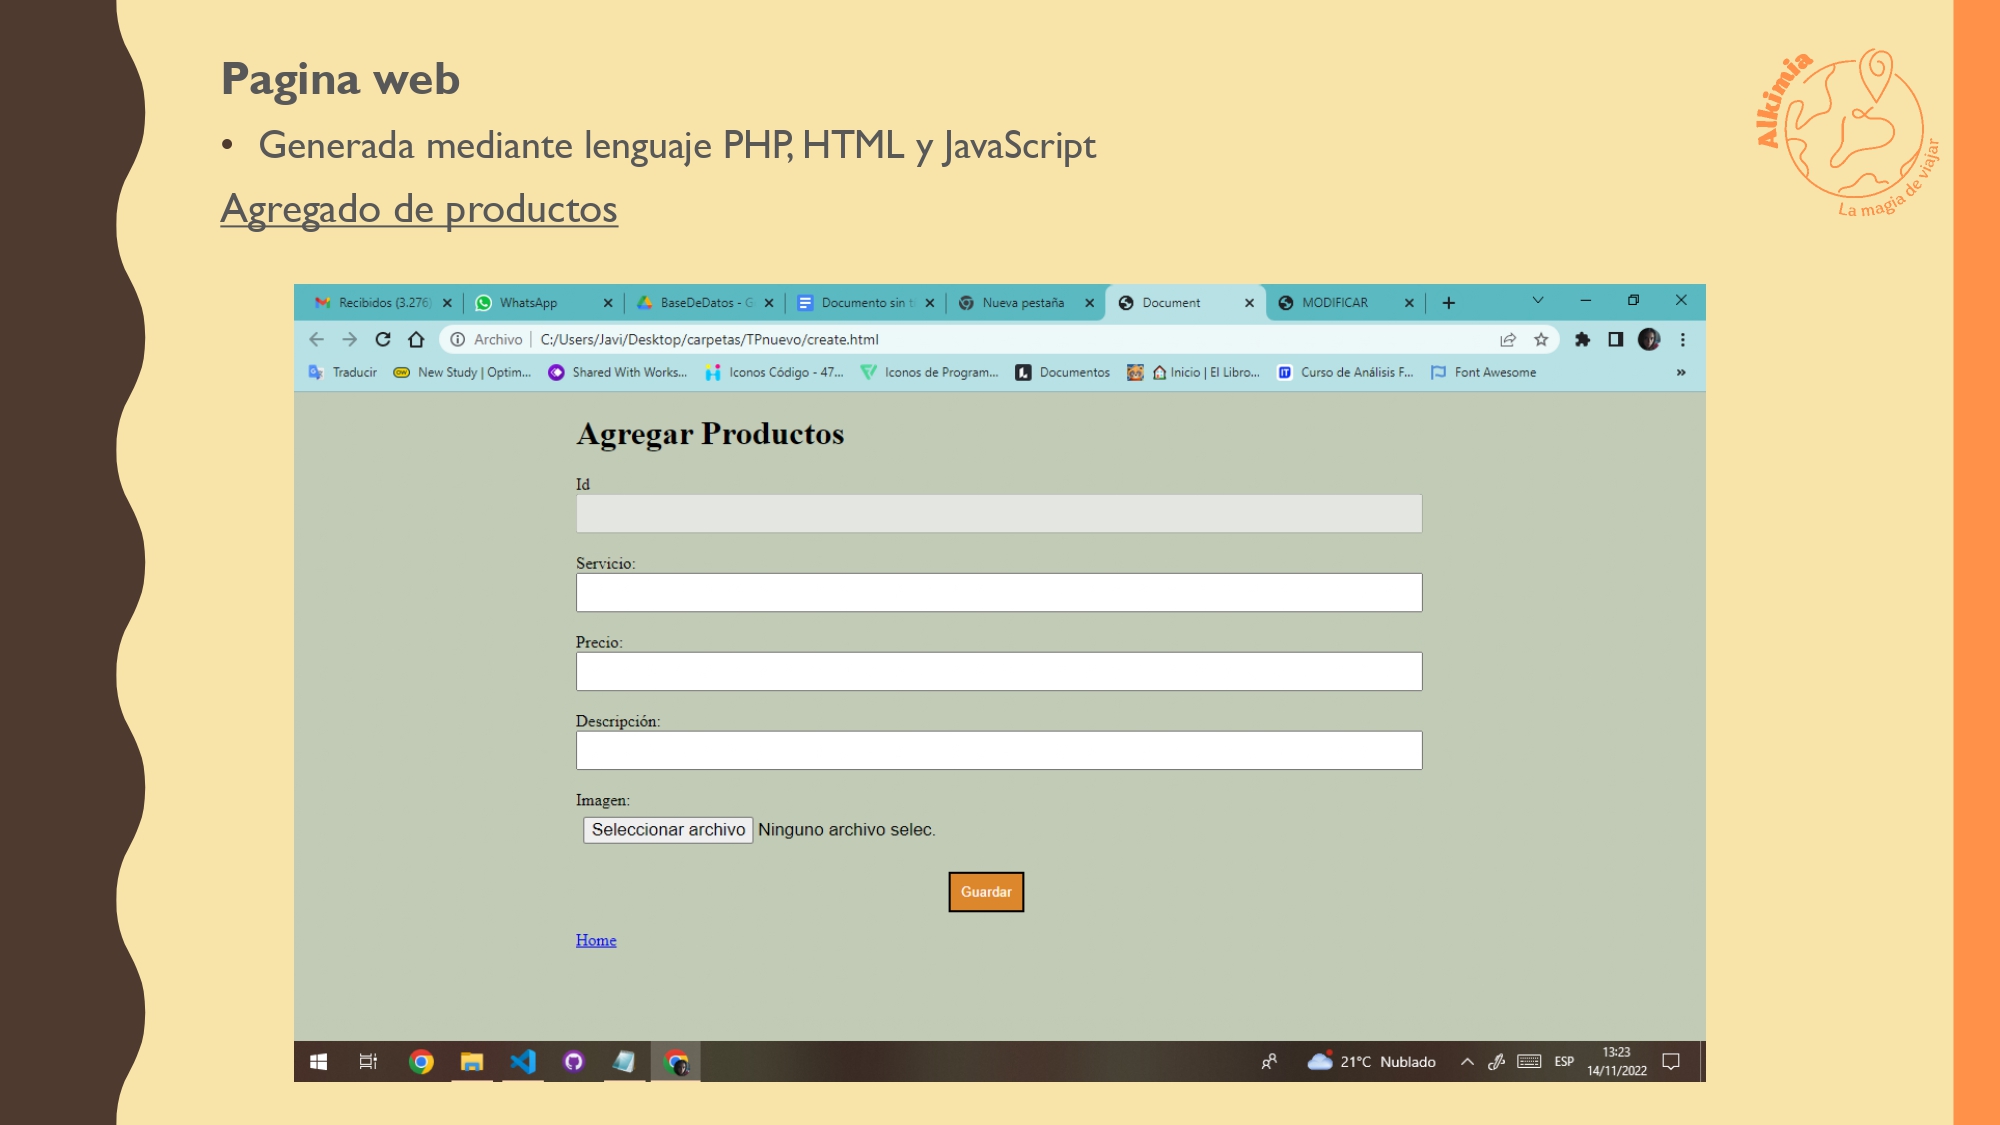 Pagina web
• Generada mediante lenguaje PHP, HTML y JavaScript
Agregado de productos
Alkimia
La magia de viajar
Recibidos (3.276)
WhatsApp
BaseDeDatos - G
Documento sin t
Nueva pestaña
Document
MODIFICAR
Archivo | C:/Users/Javi/Desktop/carpetas/TPnuevo/create.html
Traducir
New Study | Optim...
Shared With Works...
Iconos Código - 47...
Iconos de Program...
Documentos
Inicio | El Libro...
Curso de Análisis F...
Font Awesome
»
Agregar Productos
Id
Servicio:
Precio:
Descripción:
Imagen:
Seleccionar archivo Ninguno archivo selec.
Guardar
Home
21°C Nublado
ESP
13:23
14/11/2022